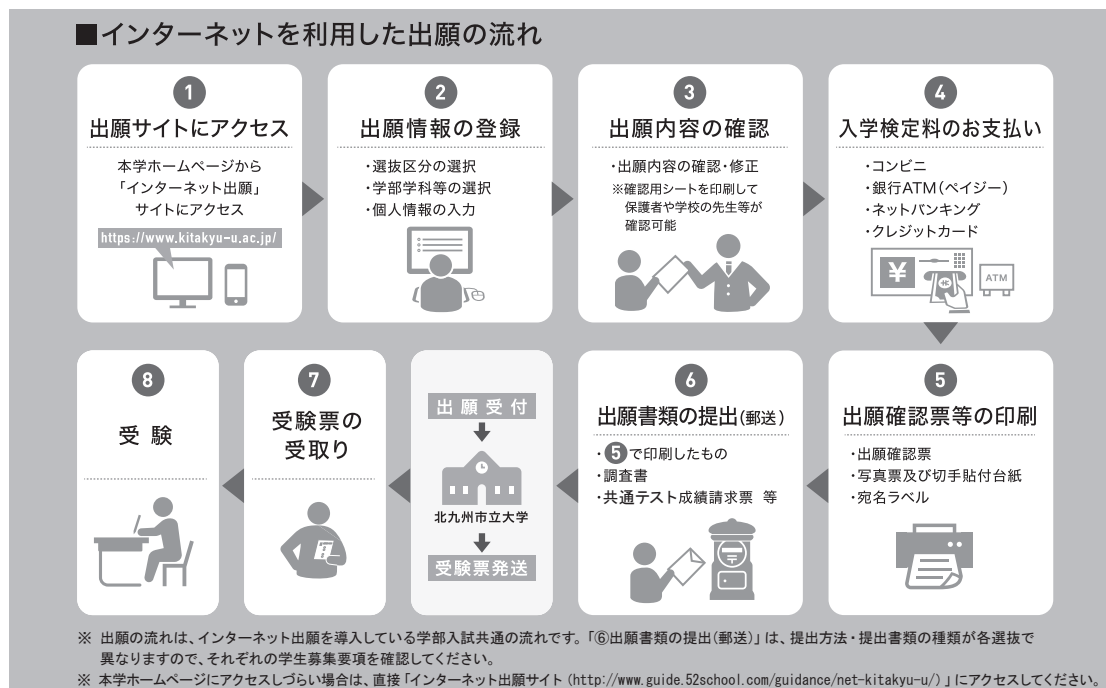 ■インターネットを利用した出願の流れ
1
出願サイトにアクセス
本学ホームページから
「インターネット出願」
サイトにアクセス
https://www.kitakyu-u.ac.jp/
2
出願情報の登録
・選抜区分の選択
・学部学科等の選択
・個人情報の入力
3
出願内容の確認
・出願内容の確認・修正
※確認用シートを印刷して
保護者や学校の先生等が
確認可能
4
入学検定料のお支払い
・コンビニ
・銀行ATM(ペイジー)
・ネットバンキング
・クレジットカード
¥
ATM
5
出願確認票等の印刷
・出願確認票
・写真票及び切手貼付台紙
・宛名ラベル
6
出願書類の提出(郵送)
・5で印刷したもの
・調査書
・共通テスト成績請求票 等
出願受付
北九州市立大学
受験票発送
7
受験票の
受取り
8
受験
※ 出願の流れは、インターネット出願を導入している学部入試共通の流れです。「⑥出願書類の提出(郵送)」は、提出方法・提出書類の種類が各選抜で
異なりますので、それぞれの学生募集要項を確認してください。
※ 本学ホームページにアクセスしづらい場合は、直接「インターネット出願サイト(http://www.guide.52school.com/guidance/net-kitakyu-u/)」にアクセスしてください。